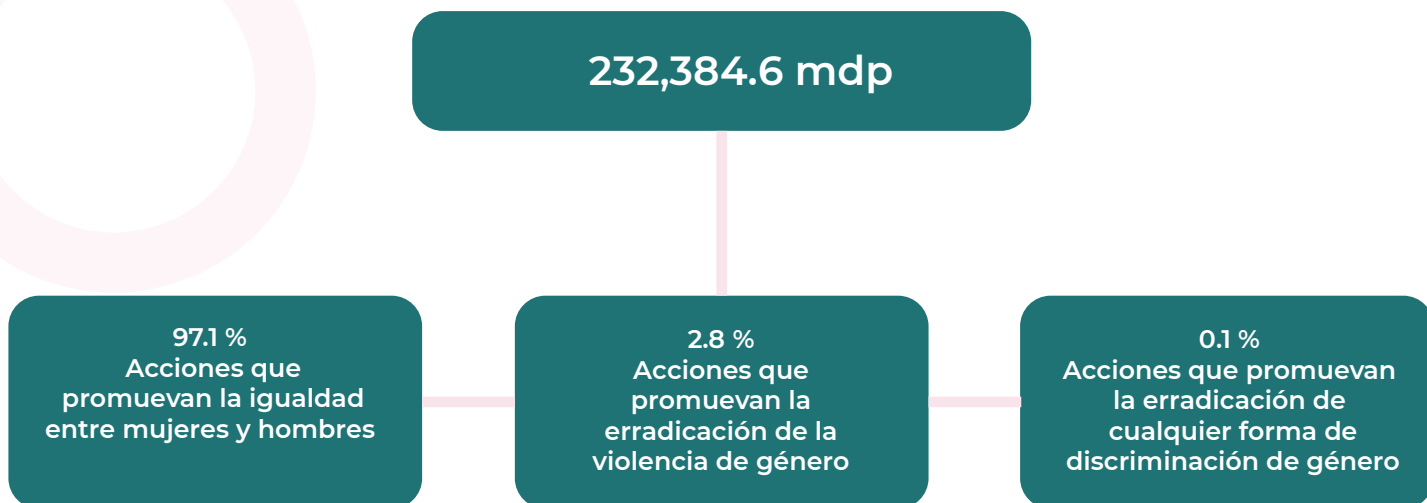 232,384.6 mdp
97.1 %
Acciones que
promuevan la igualdad
entre mujeres y hombres
2.8 %
Acciones que
promuevan la
erradicación de la
violencia de género
0.1 %
Acciones que promuevan
la erradicación de
cualquier forma de
discriminación de género